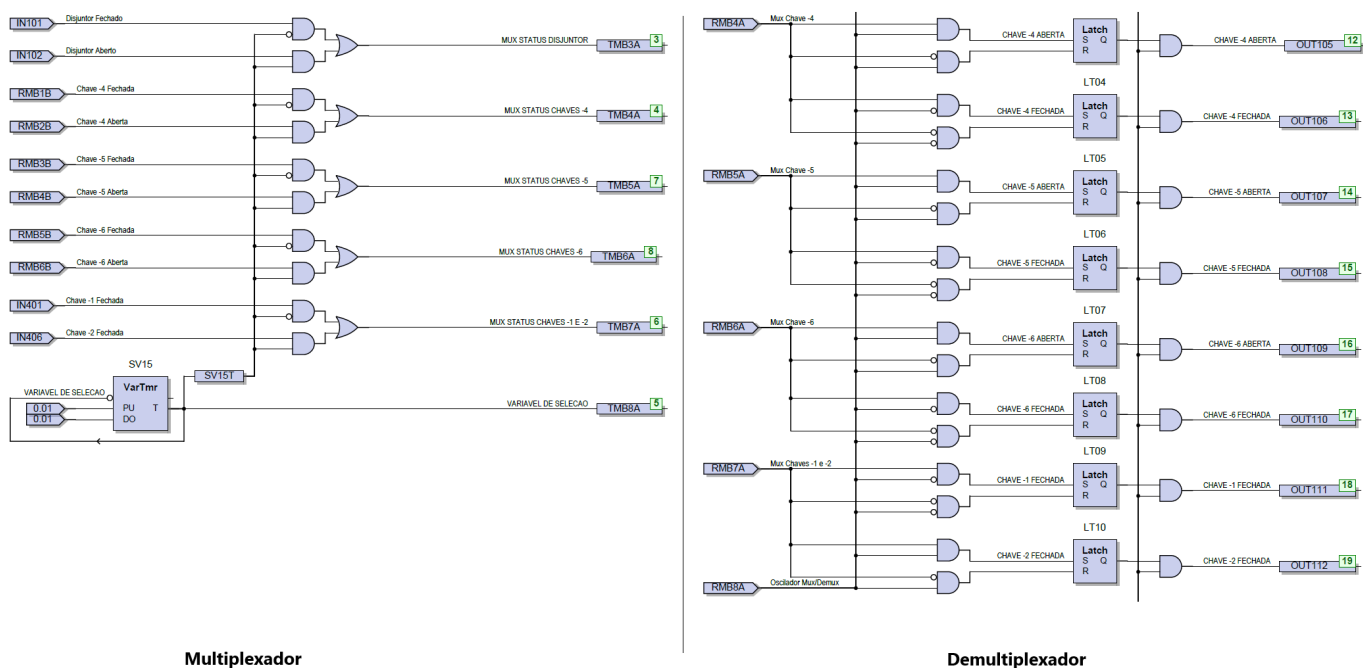 IN101 Disjuntor Fechado
IN102 Disjuntor Aberto
MUX STATUS DISJUNTOR TMB3A 3
RMB1B Chave -4 Fechada
RMB2B Chave -4 Aberta
MUX STATUS CHAVES -4 TMB4A 4
RMB3B Chave -5 Fechada
RMB4B Chave -5 Aberta
MUX STATUS CHAVES -5 TMB5A 7
RMB5B Chave -6 Fechada
RMB6B Chave -6 Aberta
MUX STATUS CHAVES -6 TMB6A 8
IN401 Chave -1 Fechada
IN406 Chave -2 Fechada
MUX STATUS CHAVES -1 E -2 TMB7A 6
SV15
SV15T
VarTmr
VARIAVEL DE SELECAO
0.01 PU T
0.01 DO
VARIAVEL DE SELECAO TMB8A 5
Multiplexador
RMB4A Mux Chave -4
CHAVE -4 ABERTA
Latch
S Q
R
CHAVE -4 ABERTA OUT105 12
LT04
CHAVE -4 FECHADA
Latch
S Q
R
CHAVE -4 FECHADA OUT106 13
LT05
RMB5A Mux Chave -5
CHAVE -5 ABERTA
Latch
S Q
R
CHAVE -5 ABERTA OUT107 14
LT06
CHAVE -5 FECHADA
Latch
S Q
R
CHAVE -5 FECHADA OUT108 15
LT07
RMB6A Mux Chave -6
CHAVE -6 ABERTA
Latch
S Q
R
CHAVE -6 ABERTA OUT109 16
LT08
CHAVE -6 FECHADA
Latch
S Q
R
CHAVE -6 FECHADA OUT110 17
LT09
RMB7A Mux Chaves -1 e -2
CHAVE -1 FECHADA
Latch
S Q
R
CHAVE -1 FECHADA OUT111 18
LT10
CHAVE -2 FECHADA
Latch
S Q
R
CHAVE -2 FECHADA OUT112 19
RMB8A Oscilador Mux/Demux
Demultiplexador